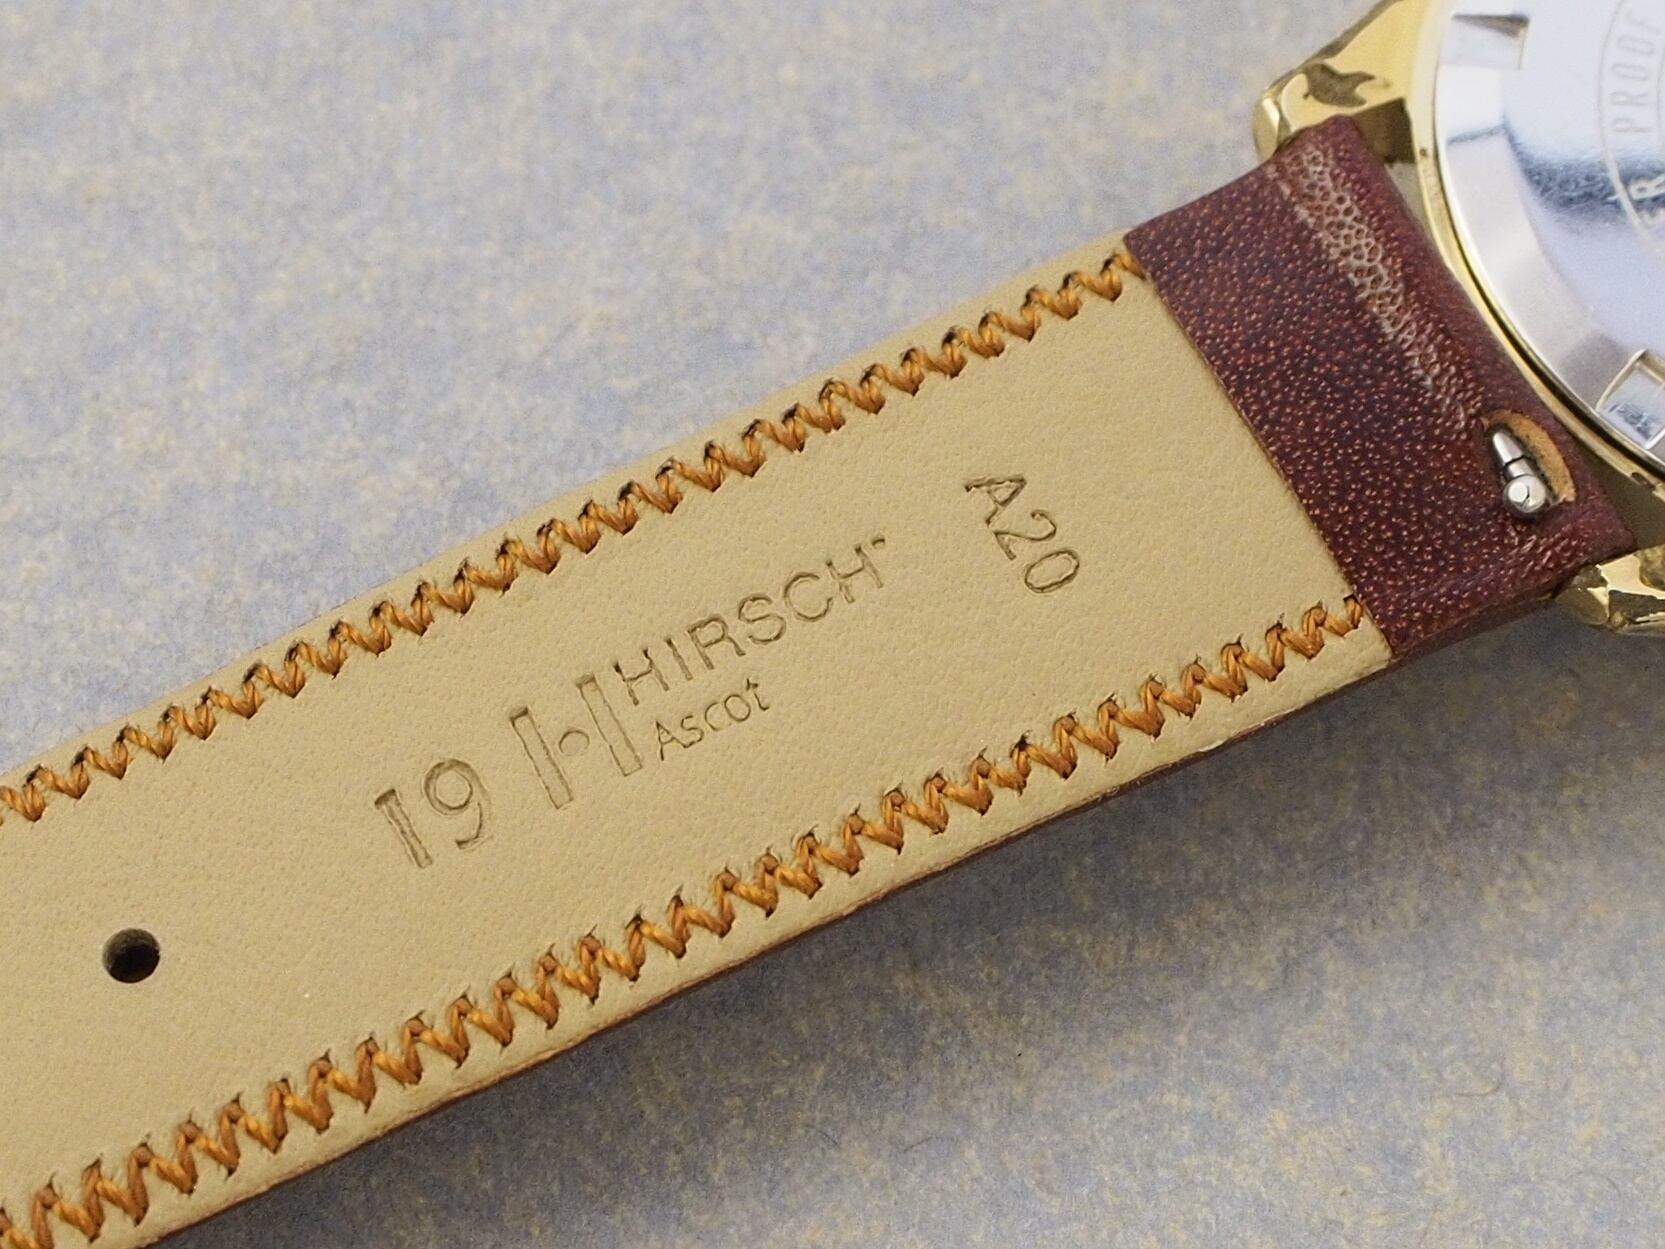 19 HIRSCH
Ascot
A20
PROOF